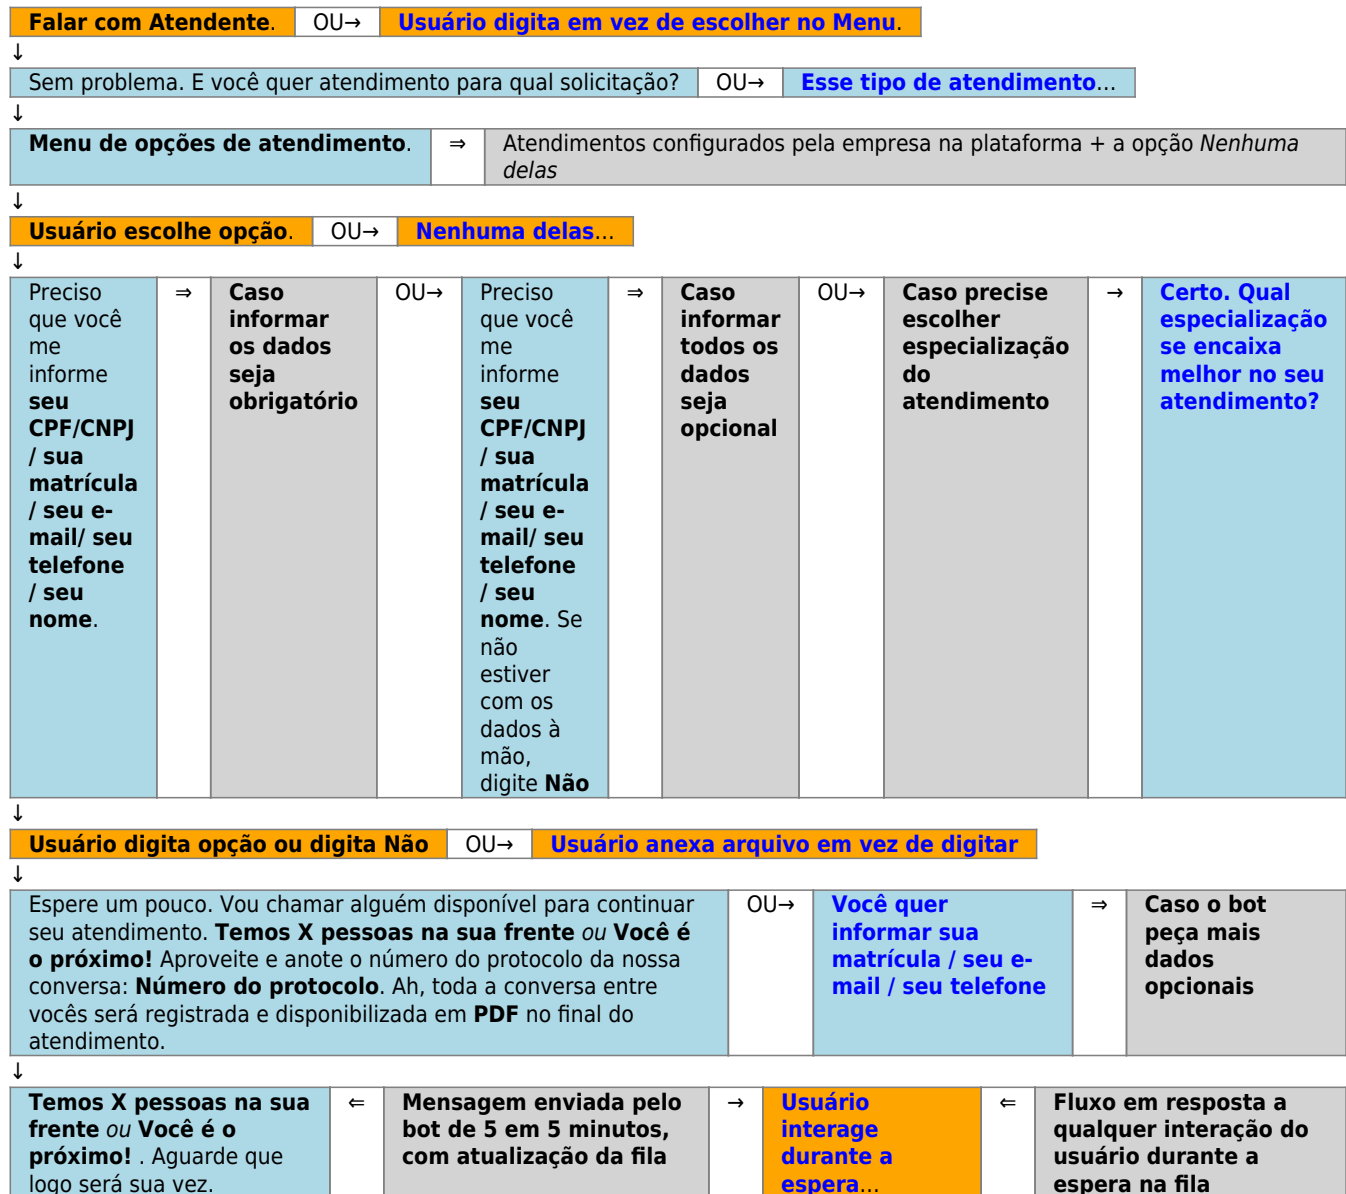 Falar com Atendente. OU→ Usuário digita em vez de escolher no Menu.
↓
Sem problema. E você quer atendimento para qual solicitação? OU→ Esse tipo de atendimento...
↓
Menu de opções de atendimento. ⇒ Atendimentos configurados pela empresa na plataforma + a opção Nenhuma
delas
↓
Usuário escolhe opção. OU→ Nenhuma delas...
↓
Preciso
que você
me
informe
seu
CPF/CNPJ
/ sua
matrícula
/ seu e-
mail/ seu
telefone
/ seu
nome.
⇒
Caso
informar
os dados
seja
obrigatório
OU→
Preciso
que você
me
informe
seu
CPF/CNPJ
/ sua
matrícula
/ seu e-
mail/ seu
telefone
/ seu
nome. Se
não
estiver
com os
dados à
mão,
digite Não
⇒
Caso
informar
todos os
dados
seja
opcional
OU→
Caso precise
escolher
especialização
do
atendimento
→
Certo. Qual
especialização
se encaixa
melhor no seu
atendimento?
↓
Usuário digita opção ou digita Não OU→ Usuário anexa arquivo em vez de digitar
↓
Espere um pouco. Vou chamar alguém disponível para continuar
seu atendimento. Temos X pessoas na sua frente ou Você é
o próximo! Aproveite e anote o número do protocolo da nossa
conversa: Número do protocolo. Ah, toda a conversa entre
vocês será registrada e disponibilizada em PDF no final do
atendimento.
OU→
Você quer
informar sua
matrícula / seu e-
mail / seu telefone
⇒
Caso o bot
peça mais
dados
opcionais
↓
Temos X pessoas na sua
frente ou Você é o
próximo! . Aguarde que
logo será sua vez.
⇐
Mensagem enviada pelo
bot de 5 em 5 minutos,
com atualização da fila
→
Usuário
interage
durante a
espera...
⇐
Fluxo em resposta a
qualquer interação do
usuário durante a
espera na fila